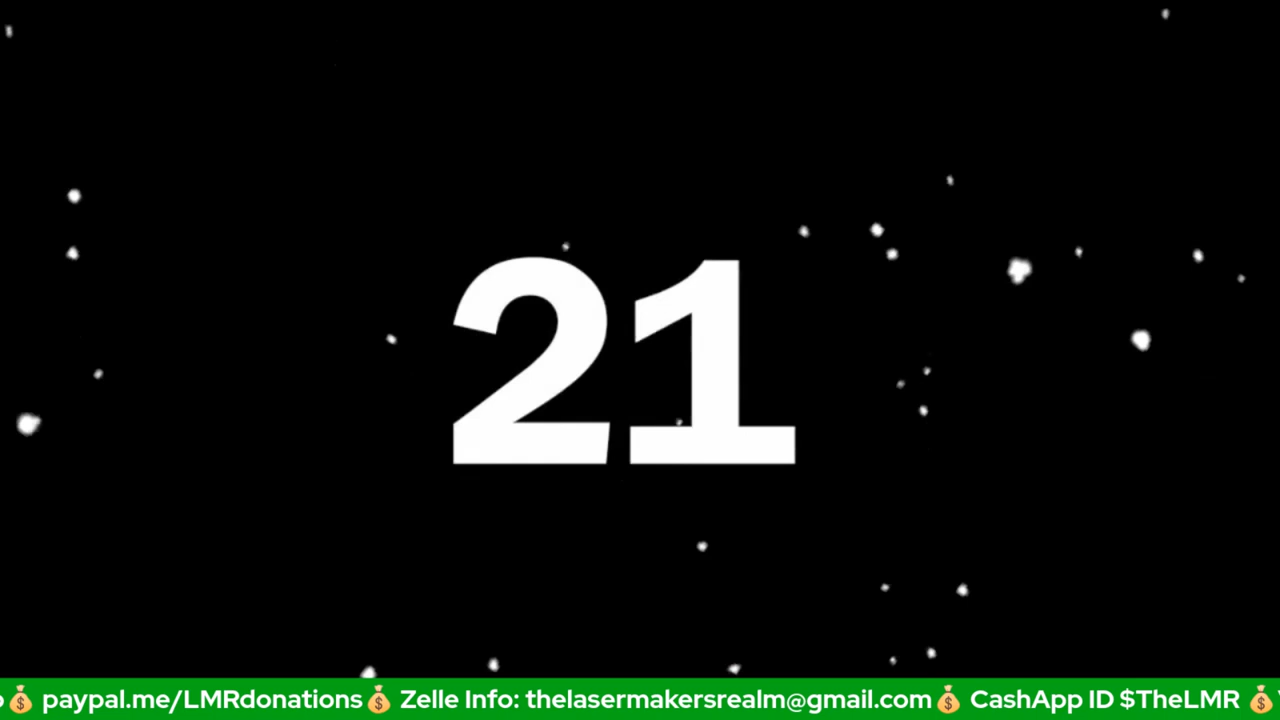 21
paypal.me/LMRdonations💰 Zelle Info: thelasermakersrealm@gmail.com💰 CashApp ID $TheLMR 💰